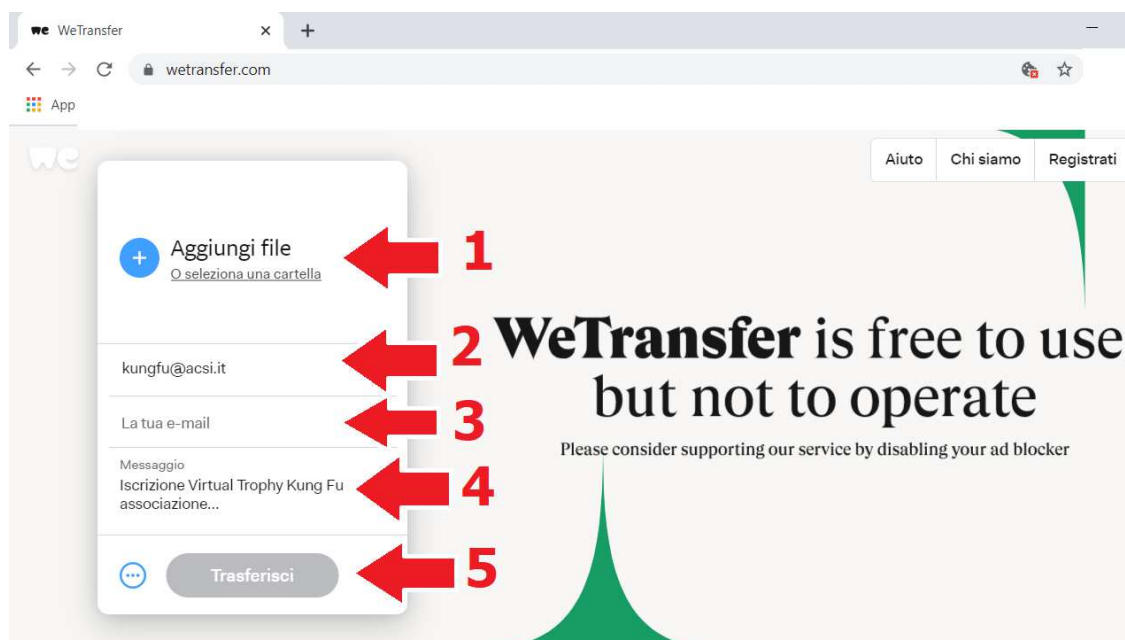 we WeTransfer
wetransfer.com
App
we
Aiuto Chi siamo Registrati
Aggiungi file
O seleziona una cartella
1
kungfu@acsi.it
2
La tua e-mail
3
Messaggio
Iscrizione Virtual Trophy Kung Fu
associazione...
4
Trasferisci
5
WeTransfer is free to use
but not to operate
Please consider supporting our service by disabling your ad blocker